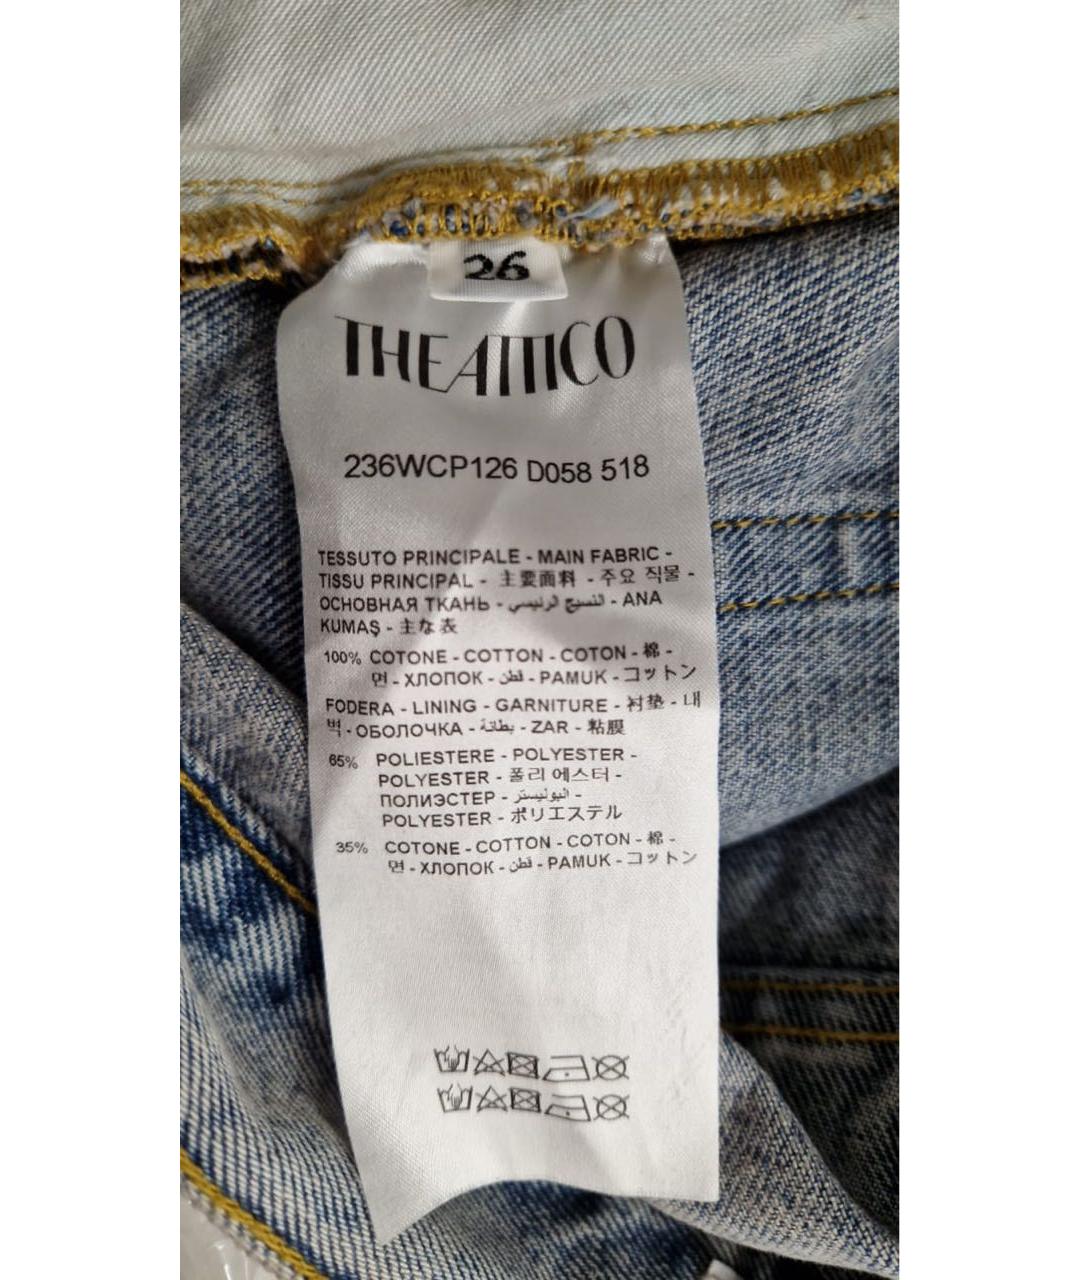 26
THE ATTICO
236WCP126 D058 518
TESSUTO PRINCIPALE - MAIN FABRIC -
TISSU PRINCIPAL - 主要面料 - 주요 직물 -
ОСНОВНАЯ ТКАНЬ - النسيج الرئيسي - ANA
KUMAŞ - 主な表
100% COTONE - COTTON - COTON - 棉 -
면 - ХЛОПОК - قطن - PAMUK - コットン
FODERA - LINING - GARNITURE - 衬垫 - 내
벽 - ОБОЛОЧКА - بطانة - ZAR - 粘膜
65% POLIESTERE - POLYESTER -
POLYESTER - 폴리 에스터 -
ПОЛИЭСТЕР - البوليستر -
POLYESTER - ポリエステル
35% COTONE - COTTON - COTON - 棉 -
면 - ХЛОПОК - قطن - PAMUK - コットン